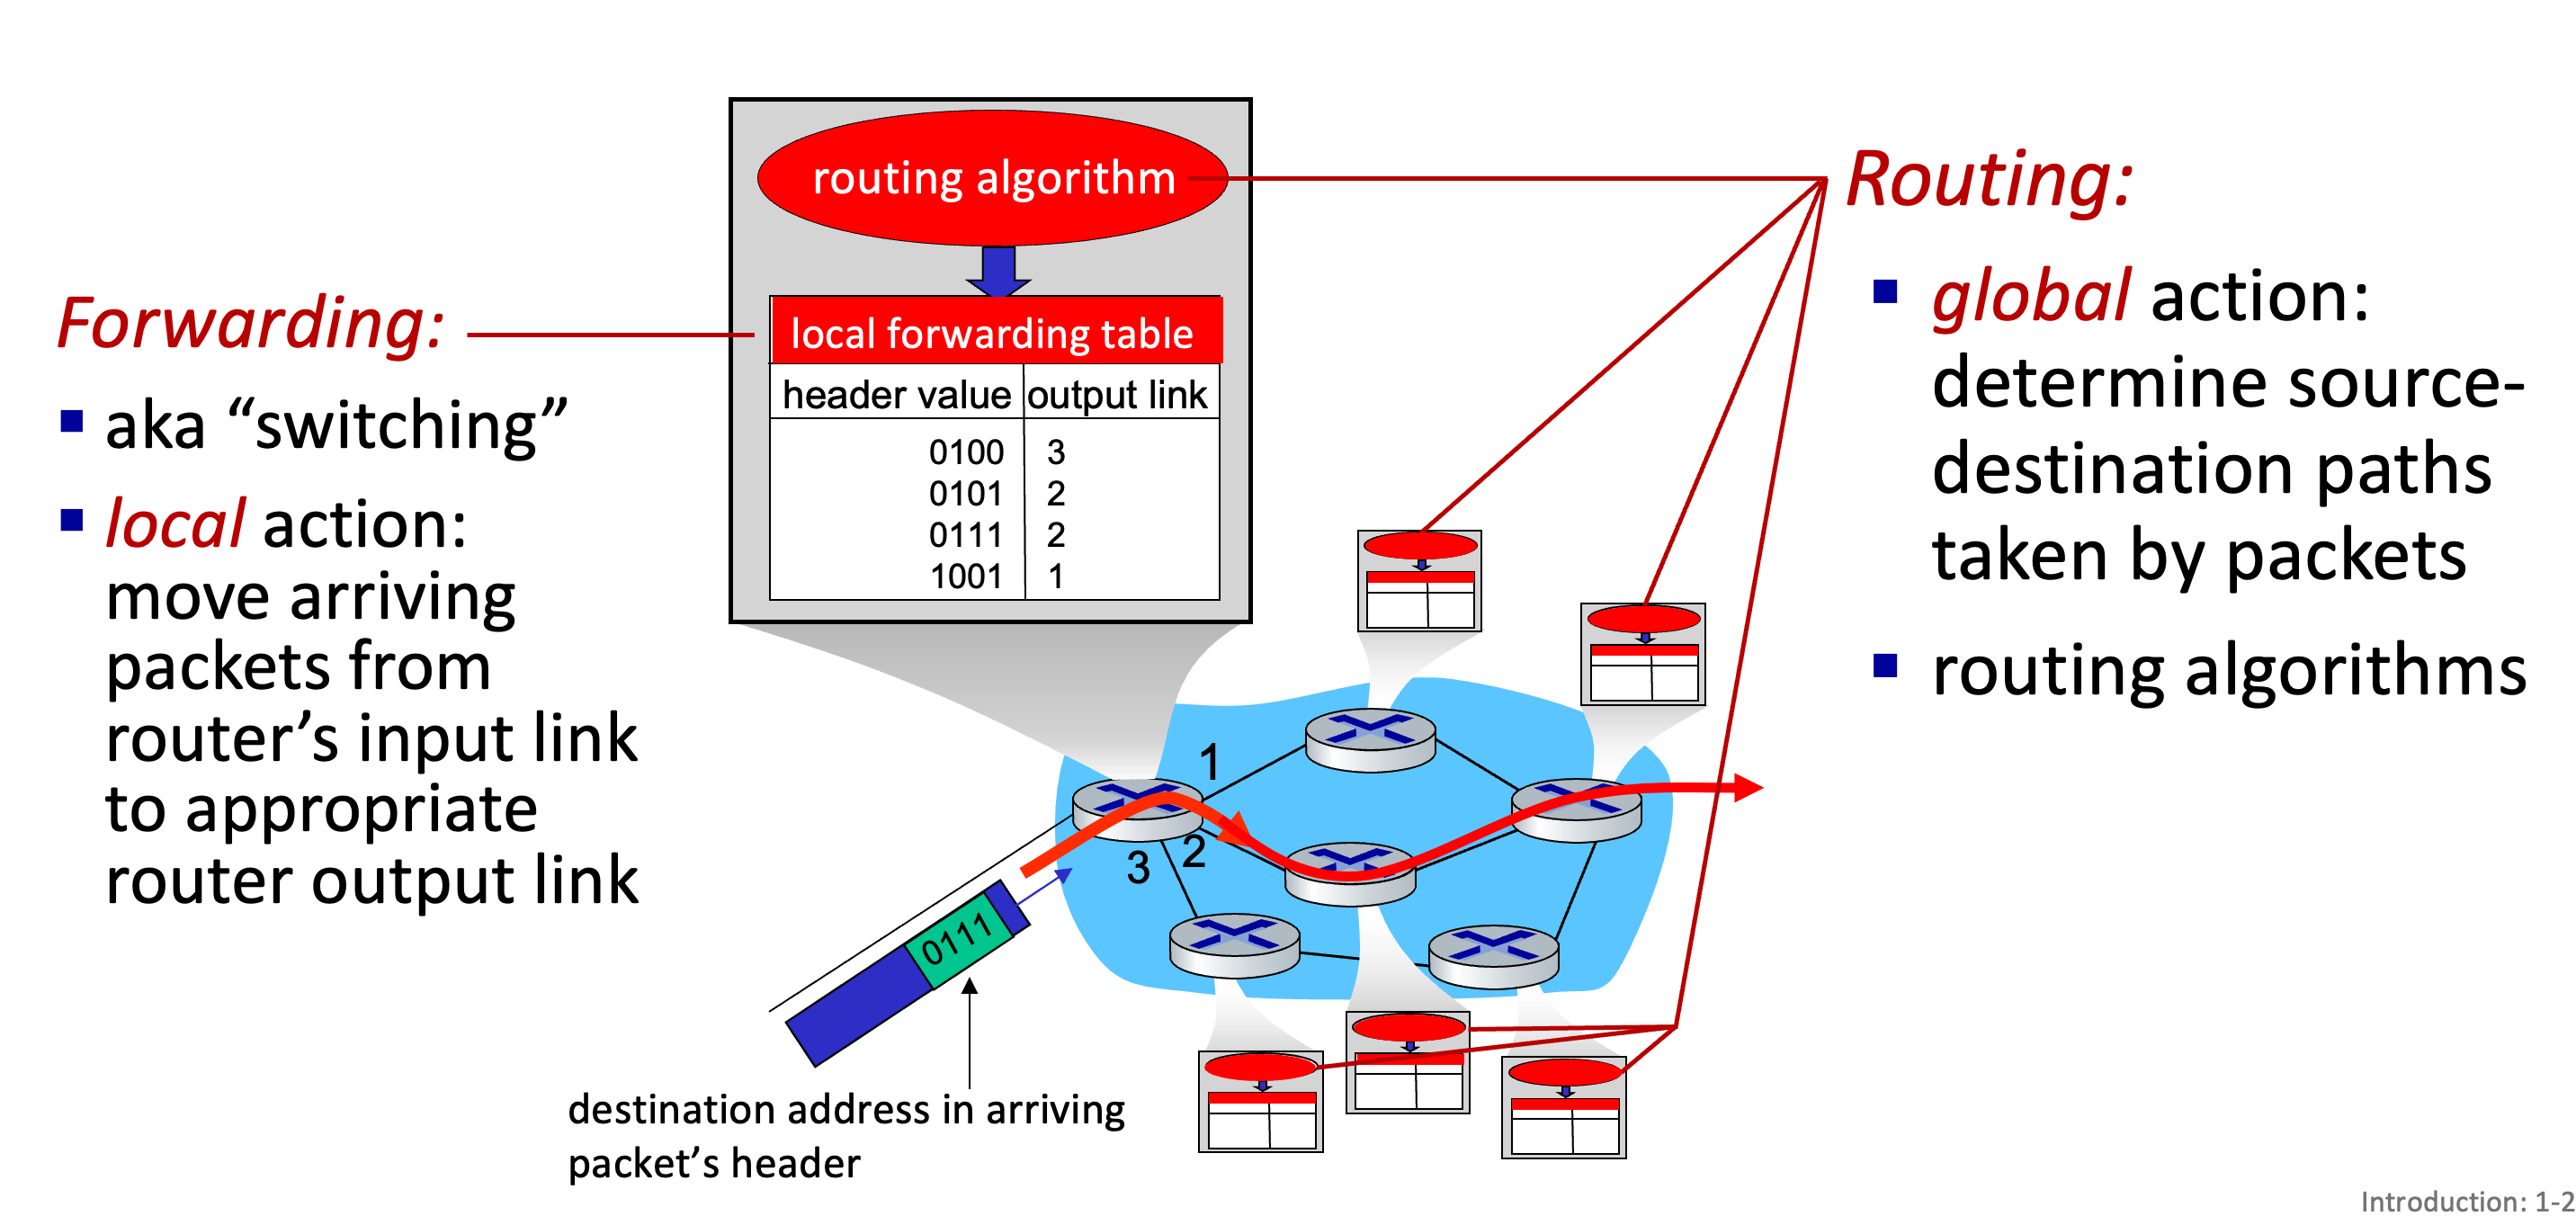 routing algorithm
local forwarding table
header value output link
0100 3
0101 2
0111 2
1001 1
Forwarding:
aka “switching”
local action:
move arriving
packets from
router’s input link
to appropriate
router output link
Routing:
global action:
determine source-
destination paths
taken by packets
routing algorithms
1
2
3
0111
destination address in arriving
packet’s header
Introduction: 1-2